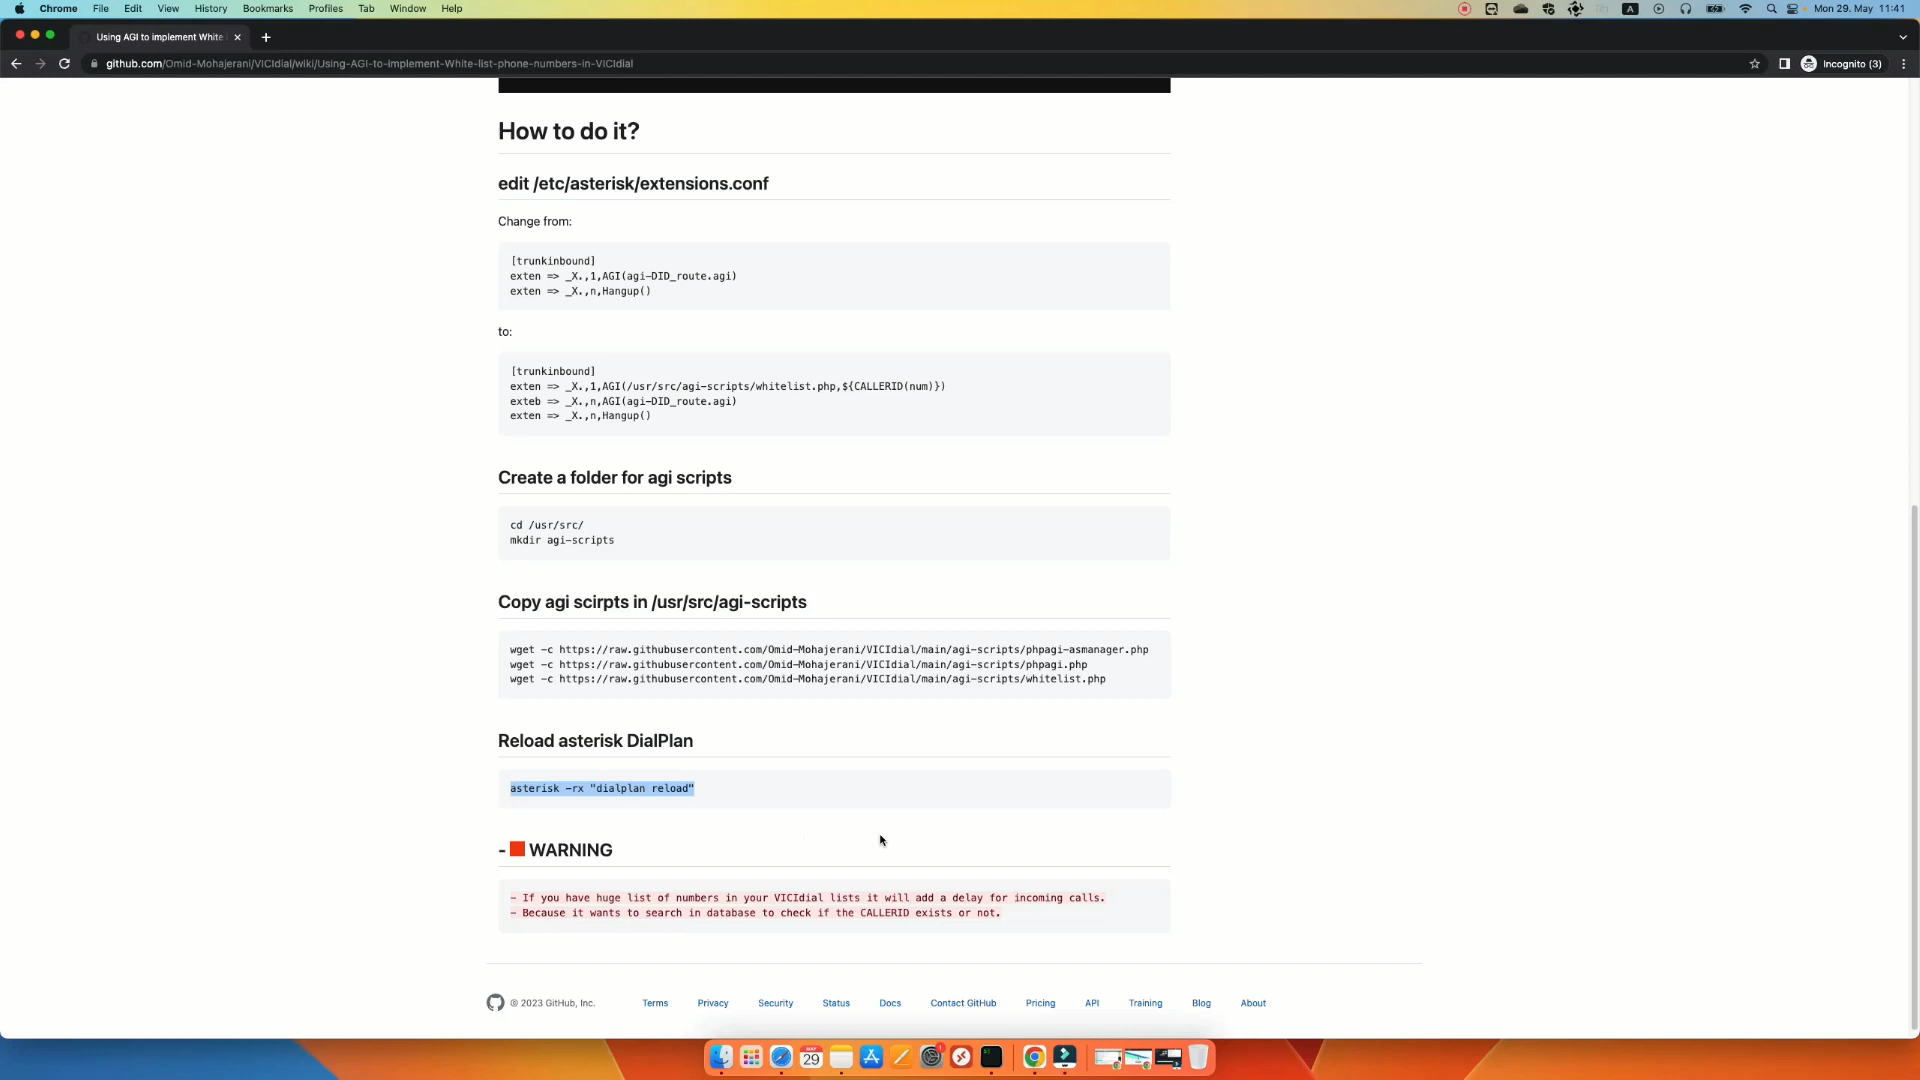 Chrome File Edit View History Bookmarks Profiles Tab Window Help
A
Mon 29. May 11:41
Using AGI to implement White
github.com/Omid-Mohajerani/VICIdial/wiki/Using-AGI-to-implement-White-list-phone-numbers-in-VICIdial
Incognito (3)
How to do it?
edit /etc/asterisk/extensions.conf
Change from:
[trunkinbound]
exten => _X.,1,AGI(agi-DID_route.agi)
exten => _X.,n,Hangup()
to:
[trunkinbound]
exten => _X.,1,AGI(/usr/src/agi-scripts/whitelist.php,${CALLERID(num)})
exteb => _X.,n,AGI(agi-DID_route.agi)
exten => _X.,n,Hangup()
Create a folder for agi scripts
cd /usr/src/
mkdir agi-scripts
Copy agi scirpts in /usr/src/agi-scripts
wget -c https://raw.githubusercontent.com/Omid-Mohajerani/VICIdial/main/agi-scripts/phpagi-asmanager.php
wget -c https://raw.githubusercontent.com/Omid-Mohajerani/VICIdial/main/agi-scripts/phpagi.php
wget -c https://raw.githubusercontent.com/Omid-Mohajerani/VICIdial/main/agi-scripts/whitelist.php
Reload asterisk DialPlan
asterisk -rx "dialplan reload"
- WARNING
- If you have huge list of numbers in your VICIdial lists it will add a delay for incoming calls.
- Because it wants to search in database to check if the CALLERID exists or not.
© 2023 GitHub, Inc. Terms Privacy Security Status Docs Contact GitHub Pricing API Training Blog About
29
1